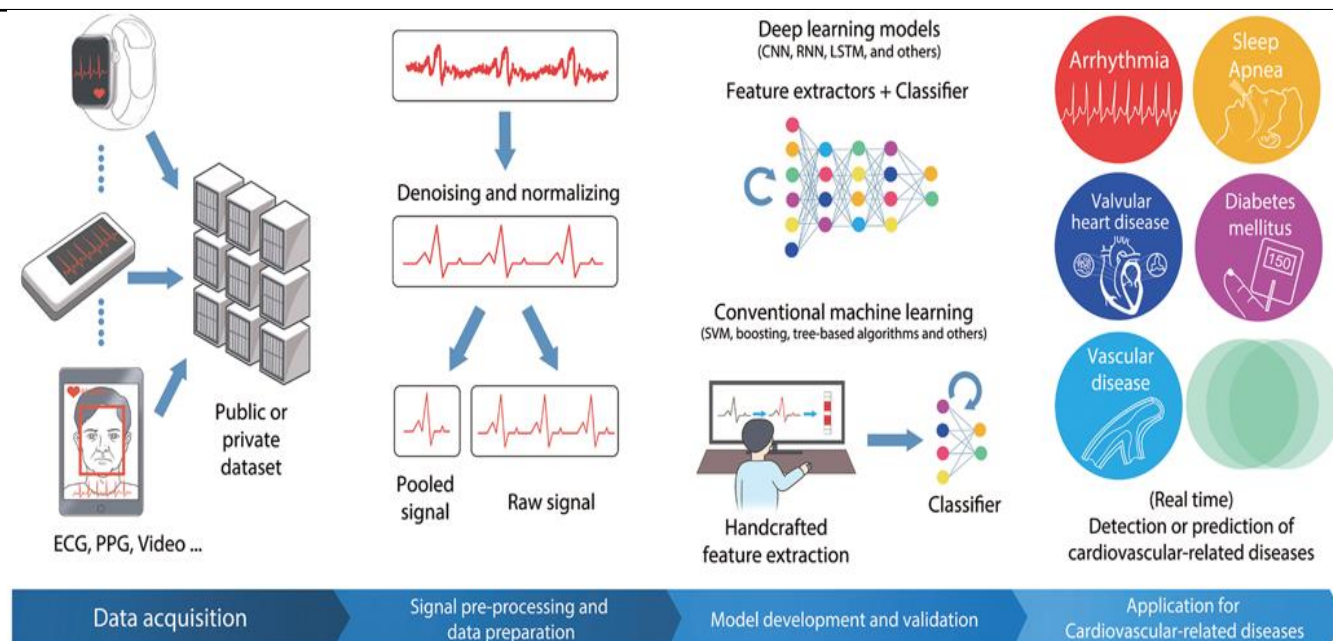 ECG, PPG, Video ...
Public or
private
dataset
Data acquisition
Denoising and normalizing
Pooled
signal
Raw signal
Signal pre-processing and
data preparation
Deep learning models
(CNN, RNN, LSTM, and others)
Feature extractors + Classifier
Conventional machine learning
(SVM, boosting, tree-based algorithms and others)
Handcrafted
feature extraction
Classifier
Model development and validation
Arrhythmia
Sleep
Apnea
Valvular
heart disease
Diabetes
mellitus
150
Vascular
disease
(Real time)
Detection or prediction of
cardiovascular-related diseases
Application for
Cardiovascular-related diseases